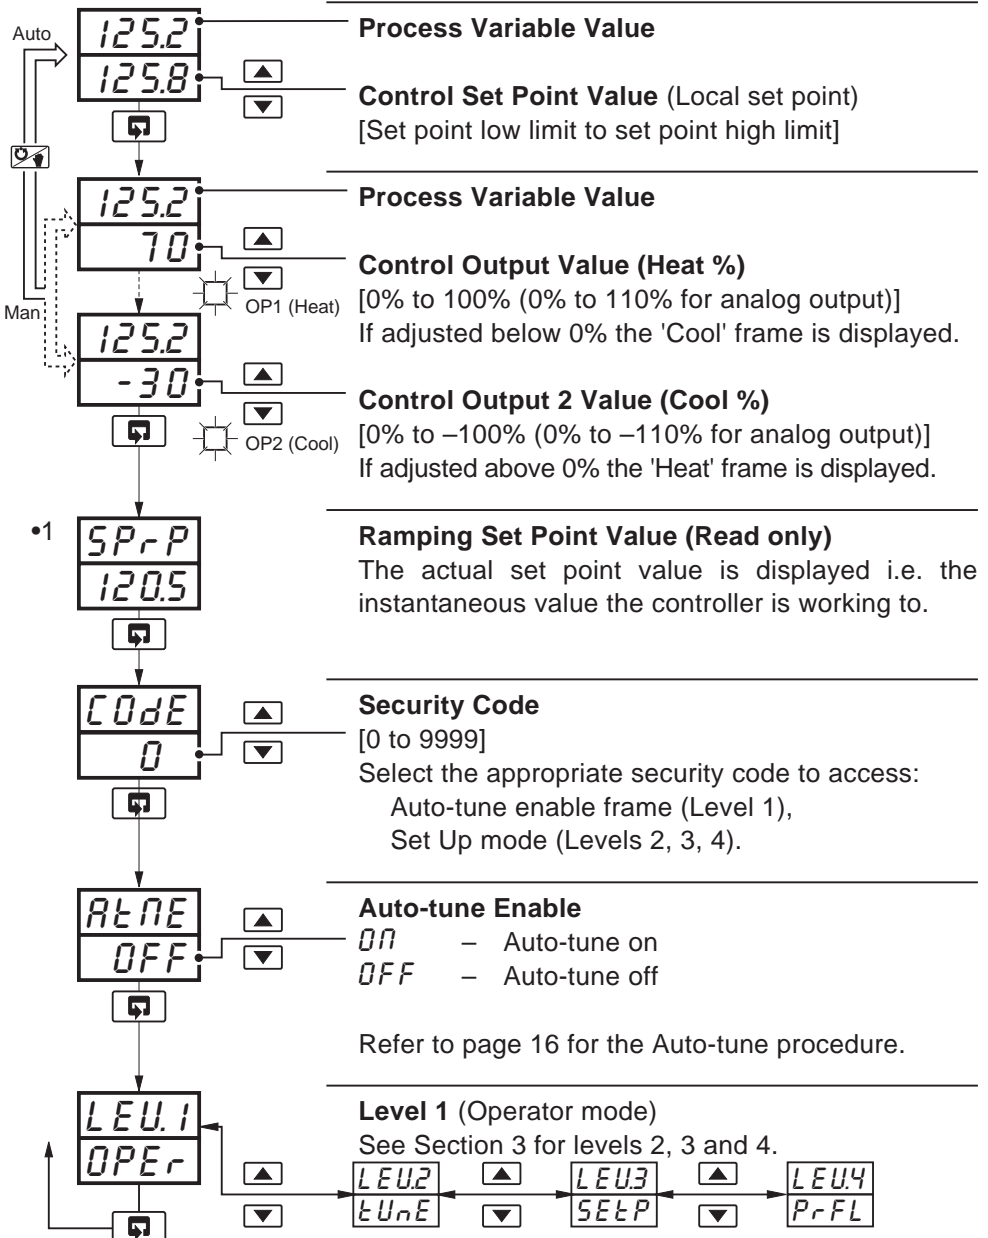 Auto
125.2
Process Variable Value
125.8
Control Set Point Value (Local set point)
[Set point low limit to set point high limit]
125.2
Process Variable Value
70
Control Output Value (Heat %)
OP1 (Heat)
[0% to 100% (0% to 110% for analog output)]
Man
If adjusted below 0% the 'Cool' frame is displayed.
125.2
-30
Control Output 2 Value (Cool %)
OP2 (Cool)
[0% to –100% (0% to –110% for analog output)]
If adjusted above 0% the 'Heat' frame is displayed.
•1
SPrP
Ramping Set Point Value (Read only)
120.5
The actual set point value is displayed i.e. the
instantaneous value the controller is working to.
COdE
Security Code
0
[0 to 9999]
Select the appropriate security code to access:
Auto-tune enable frame (Level 1),
Set Up mode (Levels 2, 3, 4).
AtNE
Auto-tune Enable
OFF
ON – Auto-tune on
OFF – Auto-tune off
Refer to page 16 for the Auto-tune procedure.
LEV.1
Level 1 (Operator mode)
OPEr
See Section 3 for levels 2, 3 and 4.
LEV.2 LEV.3 LEV.4
tUnE SEtP PrFL